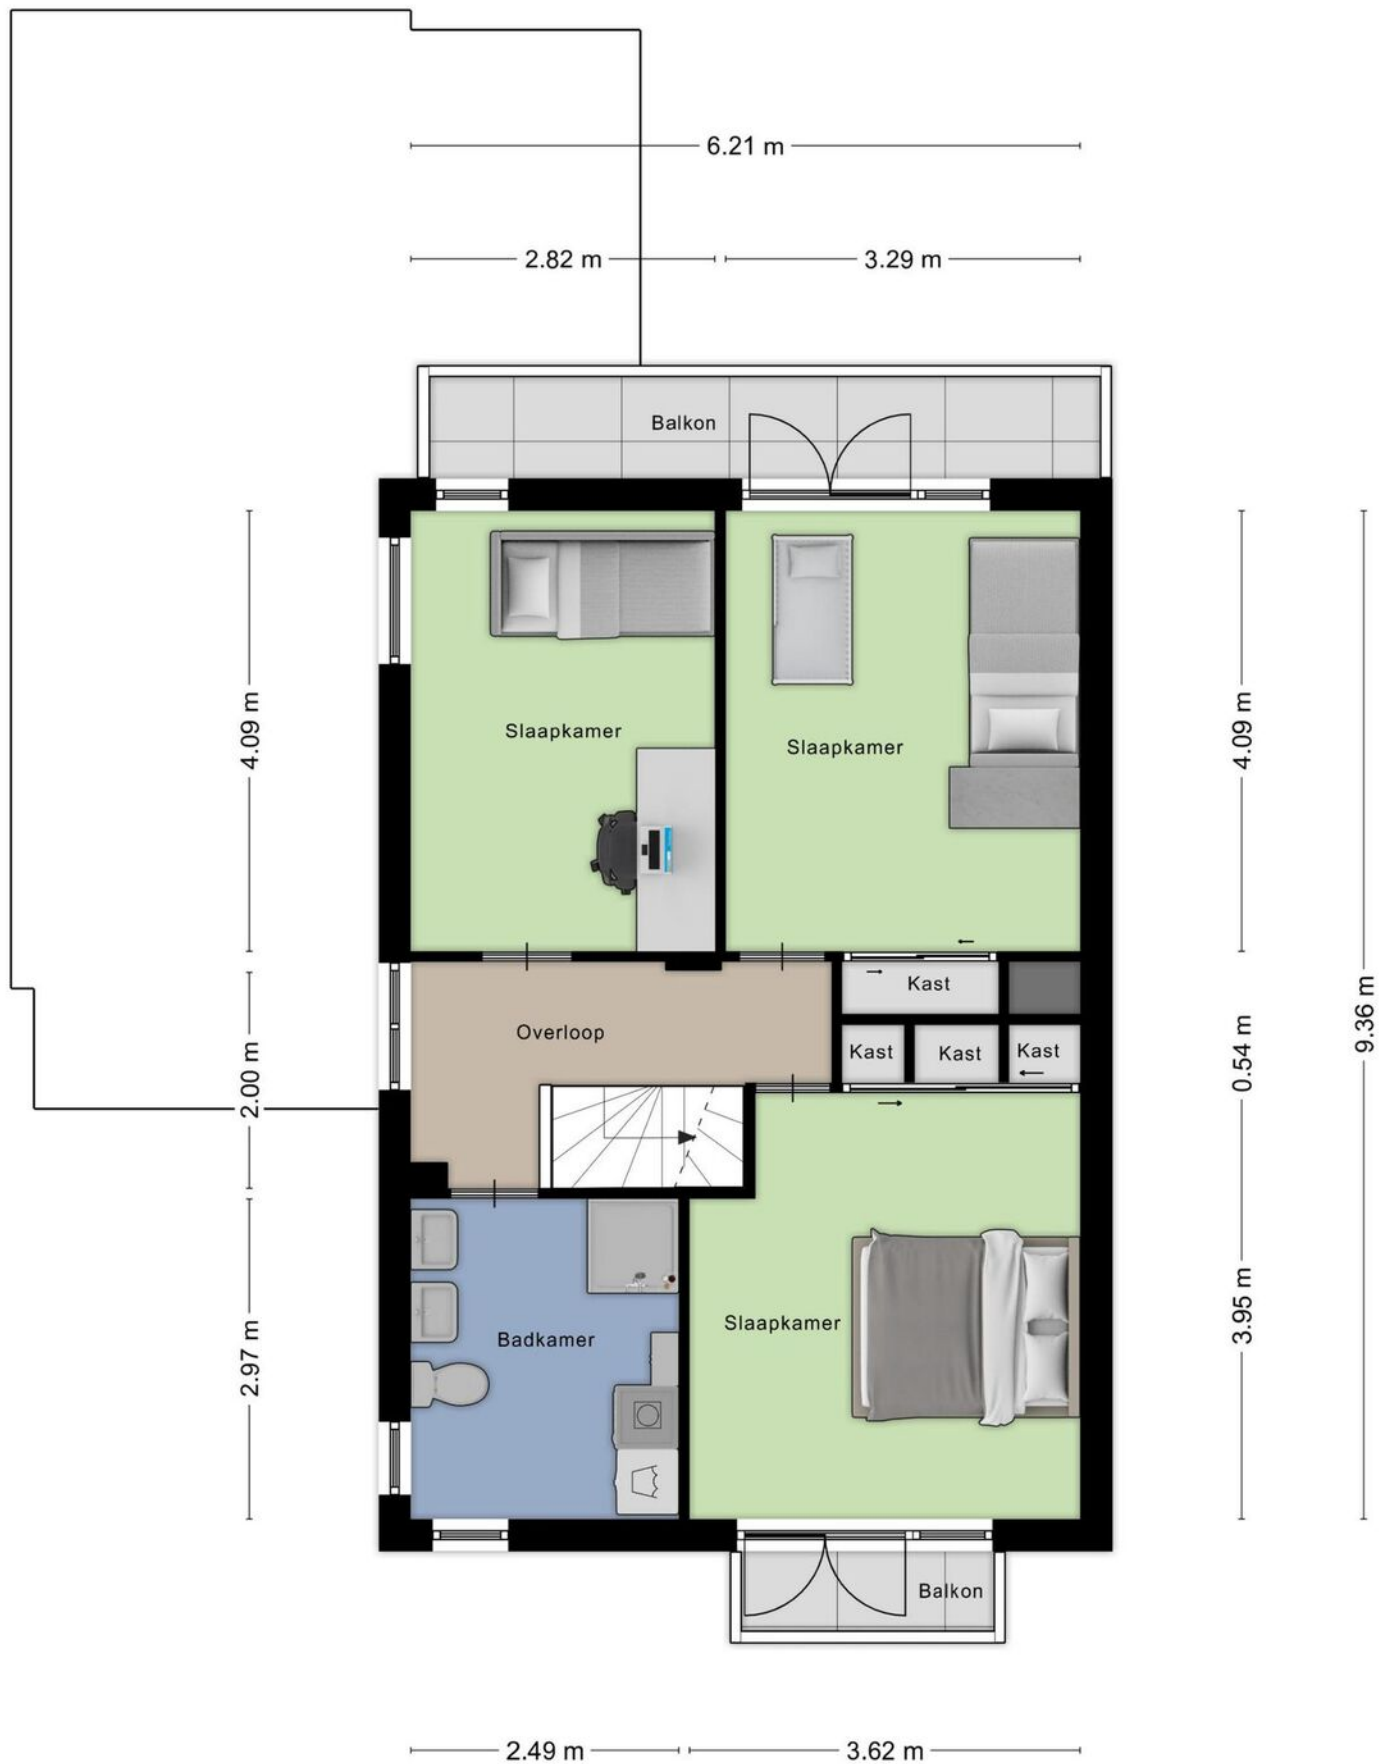 6.21 m
2.82 m
3.29 m
Balkon
4.09 m
Slaapkamer
Slaapkamer
4.09 m
9.36 m
Kast
Overloop
Kast
Kast
Kast
2.00 m
0.54 m
2.97 m
Badkamer
Slaapkamer
3.95 m
Balkon
2.49 m
3.62 m